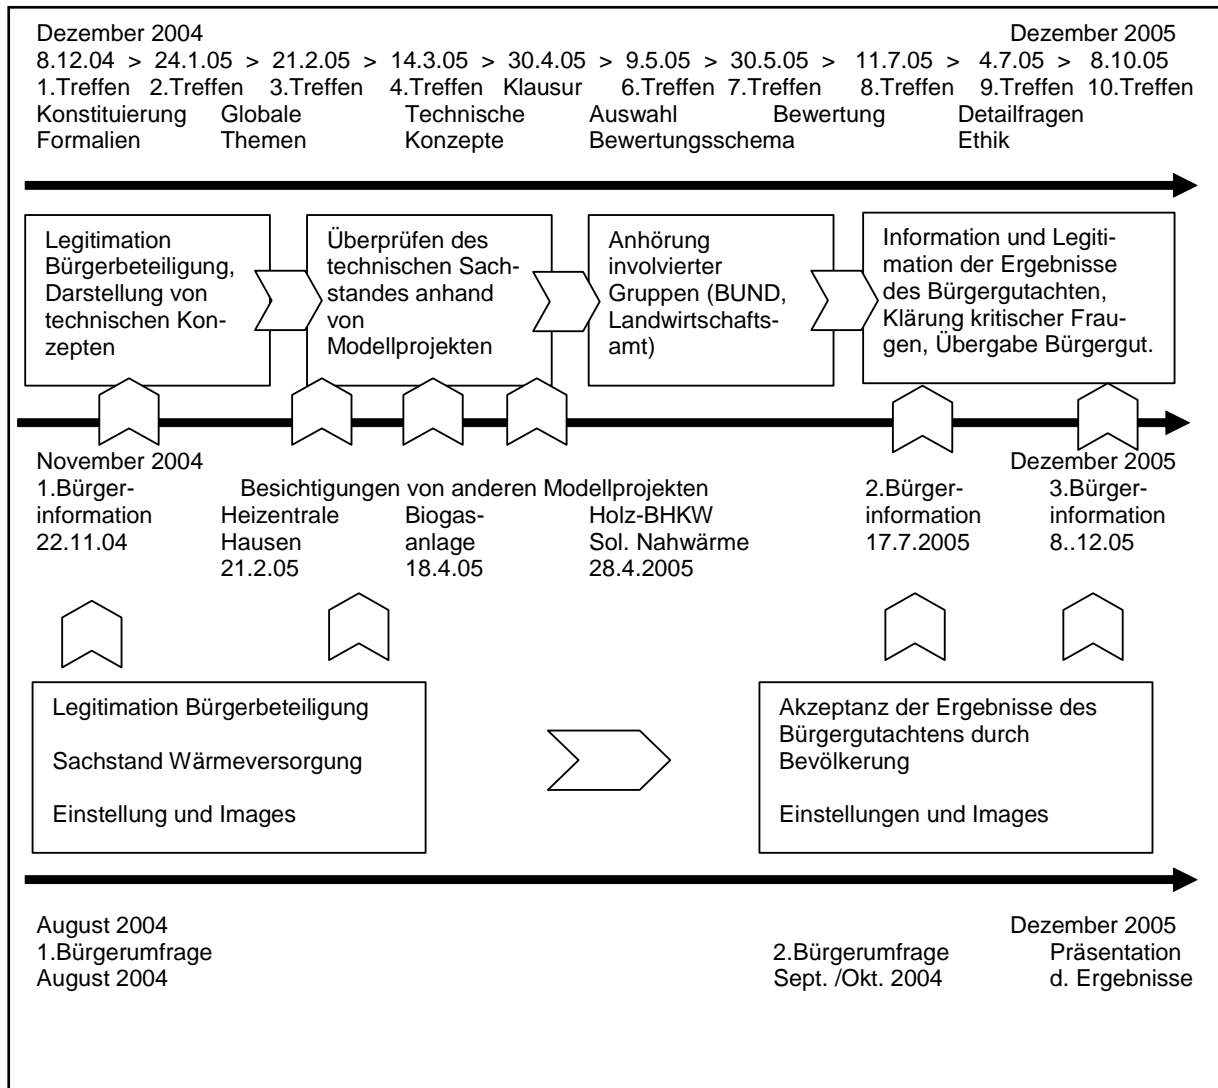 Dezember 2004 Dezember 2005
8.12.04 > 24.1.05 > 21.2.05 > 14.3.05 > 30.4.05 > 9.5.05 > 30.5.05 > 11.7.05 > 4.7.05 > 8.10.05
1.Treffen 2.Treffen 3.Treffen 4.Treffen Klausur 6.Treffen 7.Treffen 8.Treffen 9.Treffen 10.Treffen
Konstituierung Globale Technische Auswahl Bewertung Detailfragen
Formalien Themen Konzepte Bewertungsschema Ethik
Legitimation
Bürgerbeteiligung,
Darstellung von
technischen Kon-
zepten
Überprüfen des
technischen Sach-
standes anhand
von
Modellprojekten
Anhörung
involvierter
Gruppen (BUND,
Landwirtschafts-
amt)
Information und Legiti-
mation der Ergebnisse
des Bürgergutachten,
Klärung kritischer Frau-
gen, Übergabe Bürgergut.
November 2004 Dezember 2005
1.Bürger-
information
22.11.04
Besichtigungen von anderen Modellprojekten
Heizentrale
Hausen
21.2.05
Biogas-
anlage
18.4.05
Holz-BHKW
Sol. Nahwärme
28.4.2005
2.Bürger-
information
17.7.2005
3.Bürger-
information
8..12.05
Legitimation Bürgerbeteiligung
Sachstand Wärmeversorgung
Einstellung und Images
Akzeptanz der Ergebnisse des
Bürgergutachtens durch
Bevölkerung
Einstellungen und Images
August 2004 Dezember 2005
1.Bürgerumfrage 2.Bürgerumfrage Präsentation
August 2004 Sept. /Okt. 2004 d. Ergebnisse